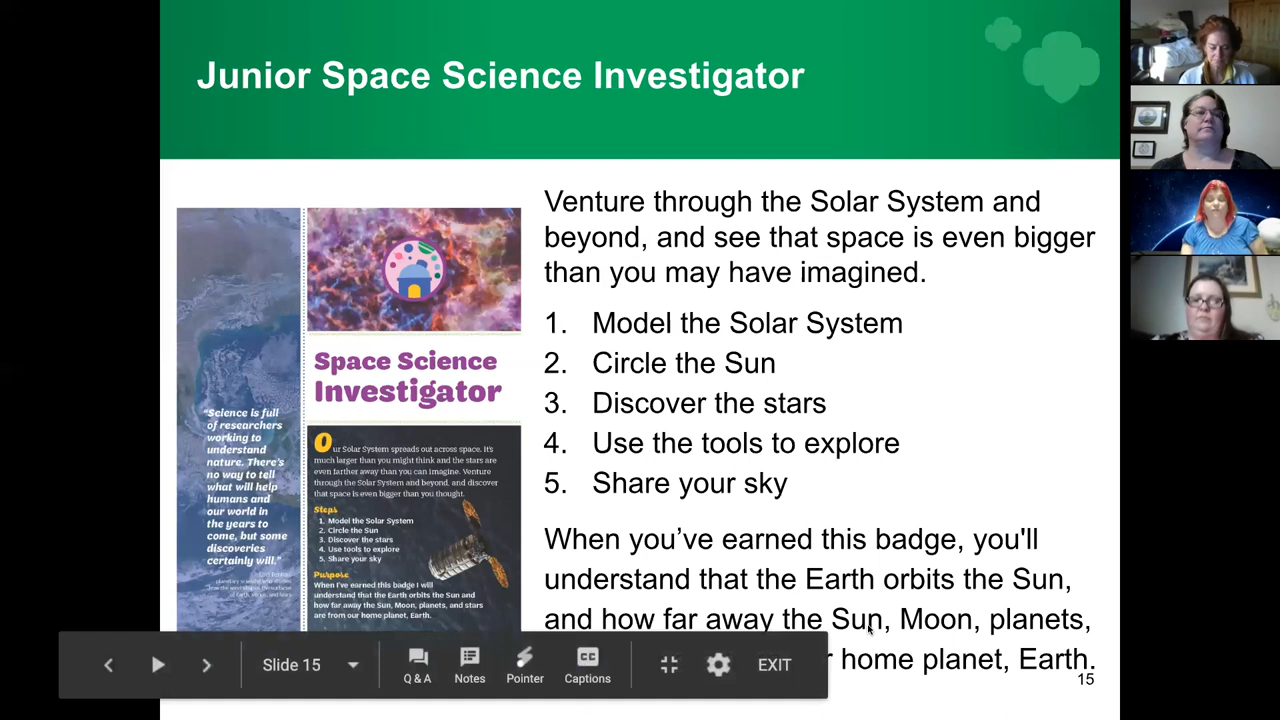 Junior Space Science Investigator
Venture through the Solar System and
beyond, and see that space is even bigger
than you may have imagined.
1. Model the Solar System
2. Circle the Sun
3. Discover the stars
4. Use the tools to explore
5. Share your sky
When you’ve earned this badge, you'll
understand that the Earth orbits the Sun,
and how far away the Sun, Moon, planets,
home planet, Earth.
15
“Science is full
of researchers
working to
understand
nature. There's
no way to tell
what will help
humans and
our world in
the years to
come, but some
discoveries
certainly will.”
Space Science
Investigator
Our Solar System spreads out across space. It's
much larger than you might think and the stars are
even farther away than you can imagine. Venture
through the Solar System and beyond, and discover
that space is even bigger than you thought.
Steps
1. Model the Solar System
2. Circle the Sun
3. Discover the stars
4. Use tools to explore
5. Share your sky
Purpose
When I've earned this badge I will
understand that the Earth orbits the Sun and
how far away the Sun, Moon, planets, and stars
are from our home planet, Earth.
Slide 15
Q & A
Notes
Pointer
CC
Captions
EXIT